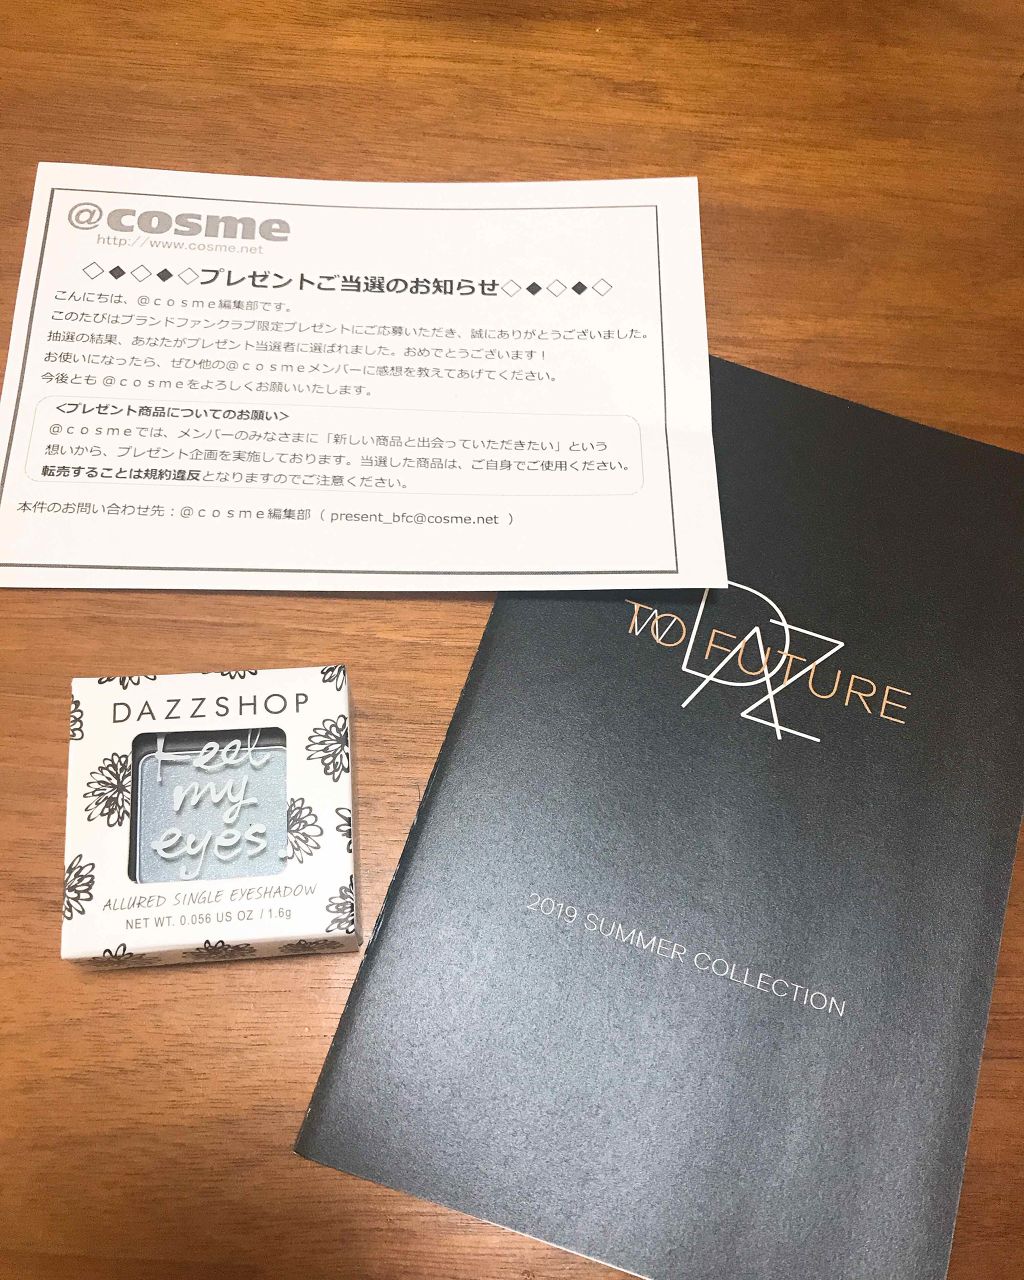 @cosme
http://www.cosme.net
◇◆◇◆◇プレゼントご当選のお知らせ◇◆◇◆◇
こんにちは、@ｃｏｓｍｅ編集部です。
このたびはブランドファンクラブ限定プレゼントにご応募いただき、誠にありがとうございました。
抽選の結果、あなたがプレゼント当選者に選ばれました。おめでとうございます！
お使いになったら、ぜひ他の@ｃｏｓｍｅメンバーに感想を教えてあげてください。
今後とも @ｃｏｓｍｅをよろしくお願いいたします。
<プレゼント商品についてのお願い>
@ｃｏｓｍｅでは、メンバーのみなさまに「新しい商品と出会っていただきたい」という
想いから、プレゼント企画を実施しております。当選した商品は、ご自身でご使用ください。
転売することは規約違反となりますのでご注意ください。
本件のお問い合わせ先：@ｃｏｓｍｅ編集部（ present_bfc@cosme.net ）
TO FUTURE
2019 SUMMER COLLECTION
DAZZSHOP
Feel
my
eyes.
ALLURED SINGLE EYESHADOW
NET WT. 0.056 US OZ / 1.6g